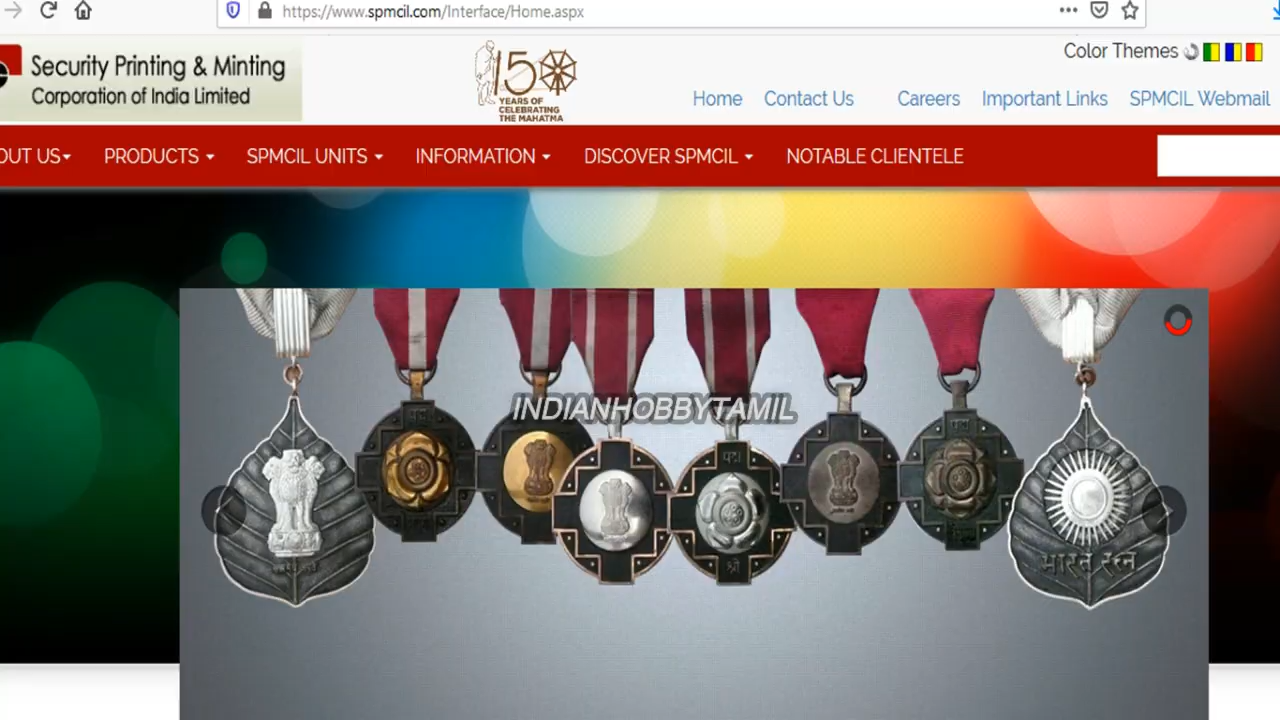 https://www.spmcil.com/Interface/Home.aspx
Security Printing & Minting
Corporation of India Limited
150
YEARS OF
CELEBRATING
THE MAHATMA
Color Themes
Home Contact Us Careers Important Links SPMCIL Webmail
OUT US PRODUCTS SPMCIL UNITS INFORMATION DISCOVER SPMCIL NOTABLE CLIENTELE
INDIANHOBBYTAMIL
पद्म
श्री
भारत रत्न